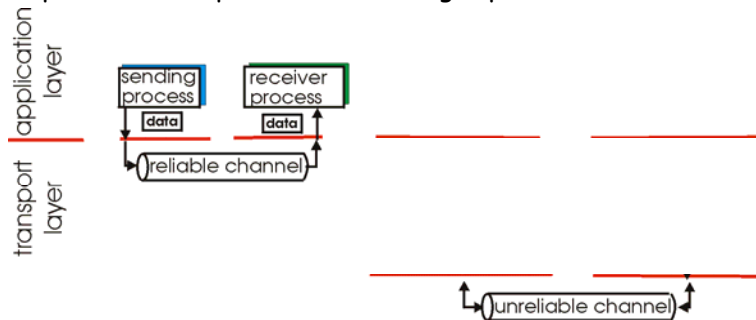 application
layer
transport
layer
sending
process
data
receiver
process
data
reliable channel
unreliable channel